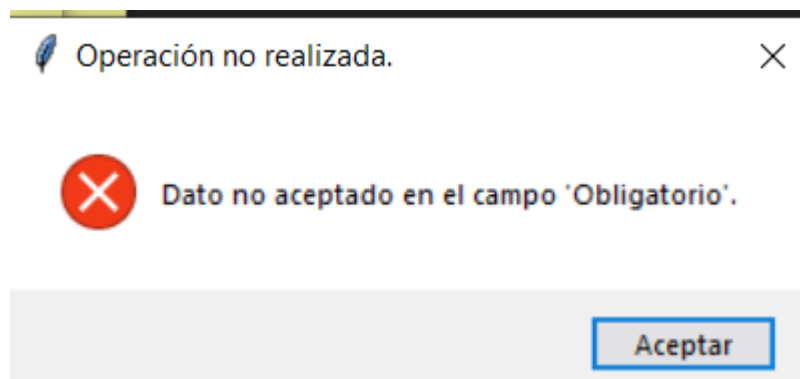 Operación no realizada.
Dato no aceptado en el campo 'Obligatorio'.
Aceptar